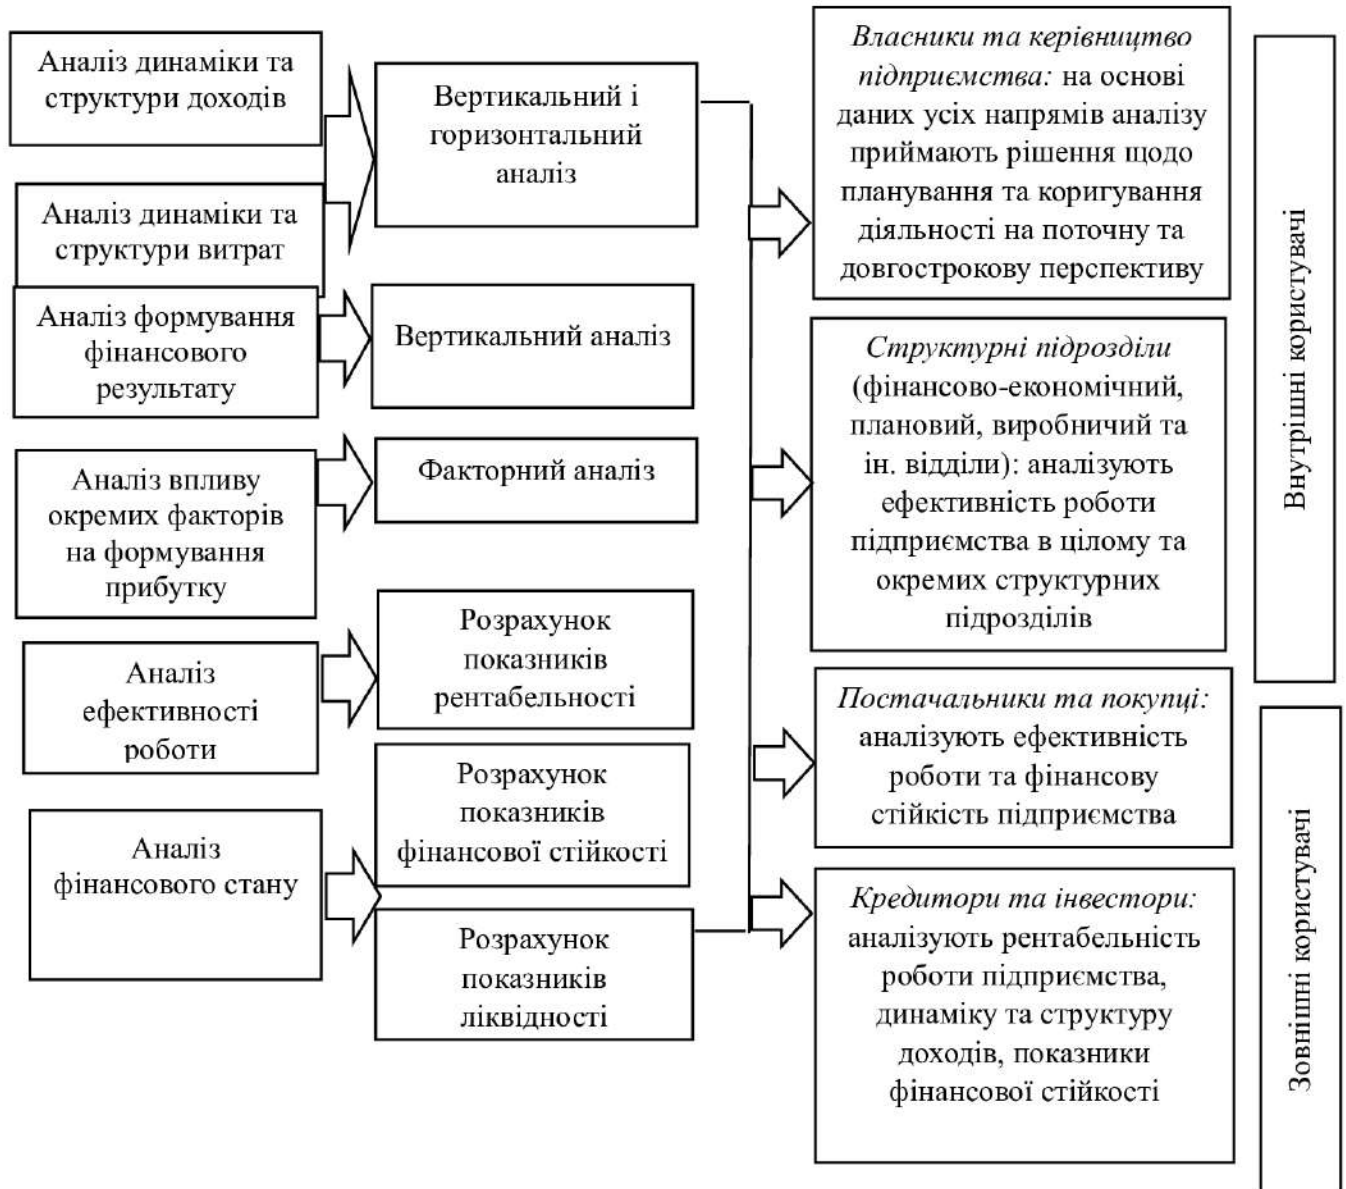 Аналіз динаміки та
структури доходів
Аналіз динаміки та
структури витрат
Аналіз формування
фінансового
результату
Аналіз впливу
окремих факторів
на формування
прибутку
Аналіз
ефективності
роботи
Аналіз
фінансового стану
Вертикальний і
горизонтальний
аналіз
Вертикальний аналіз
Факторний аналіз
Розрахунок
показників
рентабельності
Розрахунок
показників
фінансової стійкості
Розрахунок
показників
ліквідності
Власники та керівництво
підприємства: на основі
даних усіх напрямів аналізу
приймають рішення щодо
планування та коригування
діяльності на поточну та
довгострокову перспективу
Структурні підрозділи
(фінансово-економічний,
плановий, виробничий та
ін. відділи): аналізують
ефективність роботи
підприємства в цілому та
окремих структурних
підрозділів
Постачальники та покупці:
аналізують ефективність
роботи та фінансову
стійкість підприємства
Кредитори та інвестори:
аналізують рентабельність
роботи підприємства,
динаміку та структуру
доходів, показники
фінансової стійкості
Внутрішні користувачі
Зовнішні користувачі